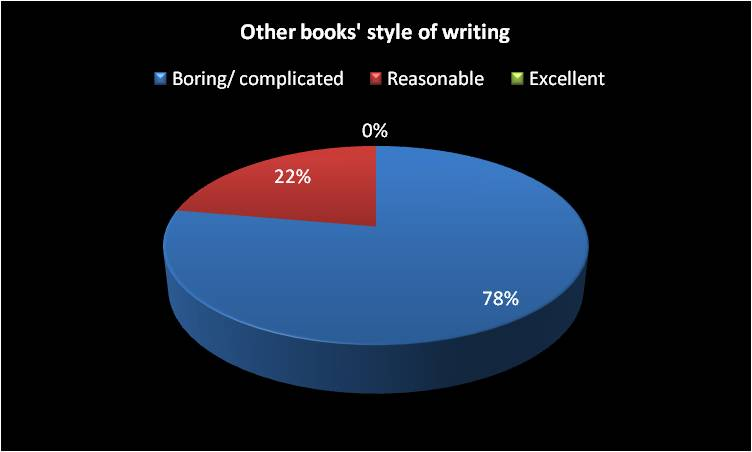 Other books' style of writing
Boring/ complicated Reasonable Excellent
0%
22%
78%